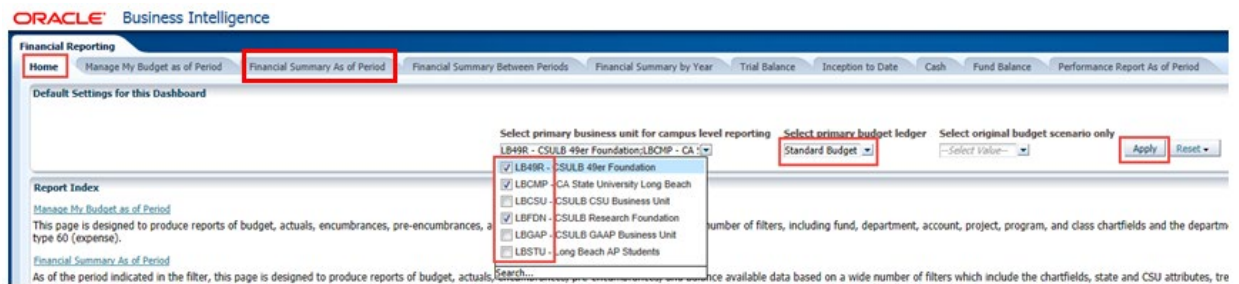 ORACLE Business Intelligence
Financial Reporting
Home Manage My Budget as of Period Financial Summary As of Period Financial Summary Between Periods Financial Summary by Year Trial Balance Inception to Date Cash Fund Balance Performance Report As of Period
Default Settings for this Dashboard
Select primary business unit for campus level reporting Select primary budget ledger Select original budget scenario only
LB49R - CSULB 49er Foundation;LBCMP - CA Standard Budget --Select Value-- Apply Reset
LB49R - CSULB 49er Foundation
LBCMP - CA State University Long Beach
LBCSU - CSULB CSU Business Unit
LBFDN - CSULB Research Foundation
LBGAP - CSULB GAAP Business Unit
LBSTU - Long Beach AP Students
Search...
Report Index
Manage My Budget as of Period
This page is designed to produce reports of budget, actuals, encumbrances, pre-encumbrances, a number of filters, including fund, department, account, project, program, and class chartfields and the departm
type 60 (expense).
Financial Summary As of Period
As of the period indicated in the filter, this page is designed to produce reports of budget, actuals, encumbrances, pre-encumbrances, and balance available data based on a wide number of filters which include the chartfields, state and CSU attributes, tre